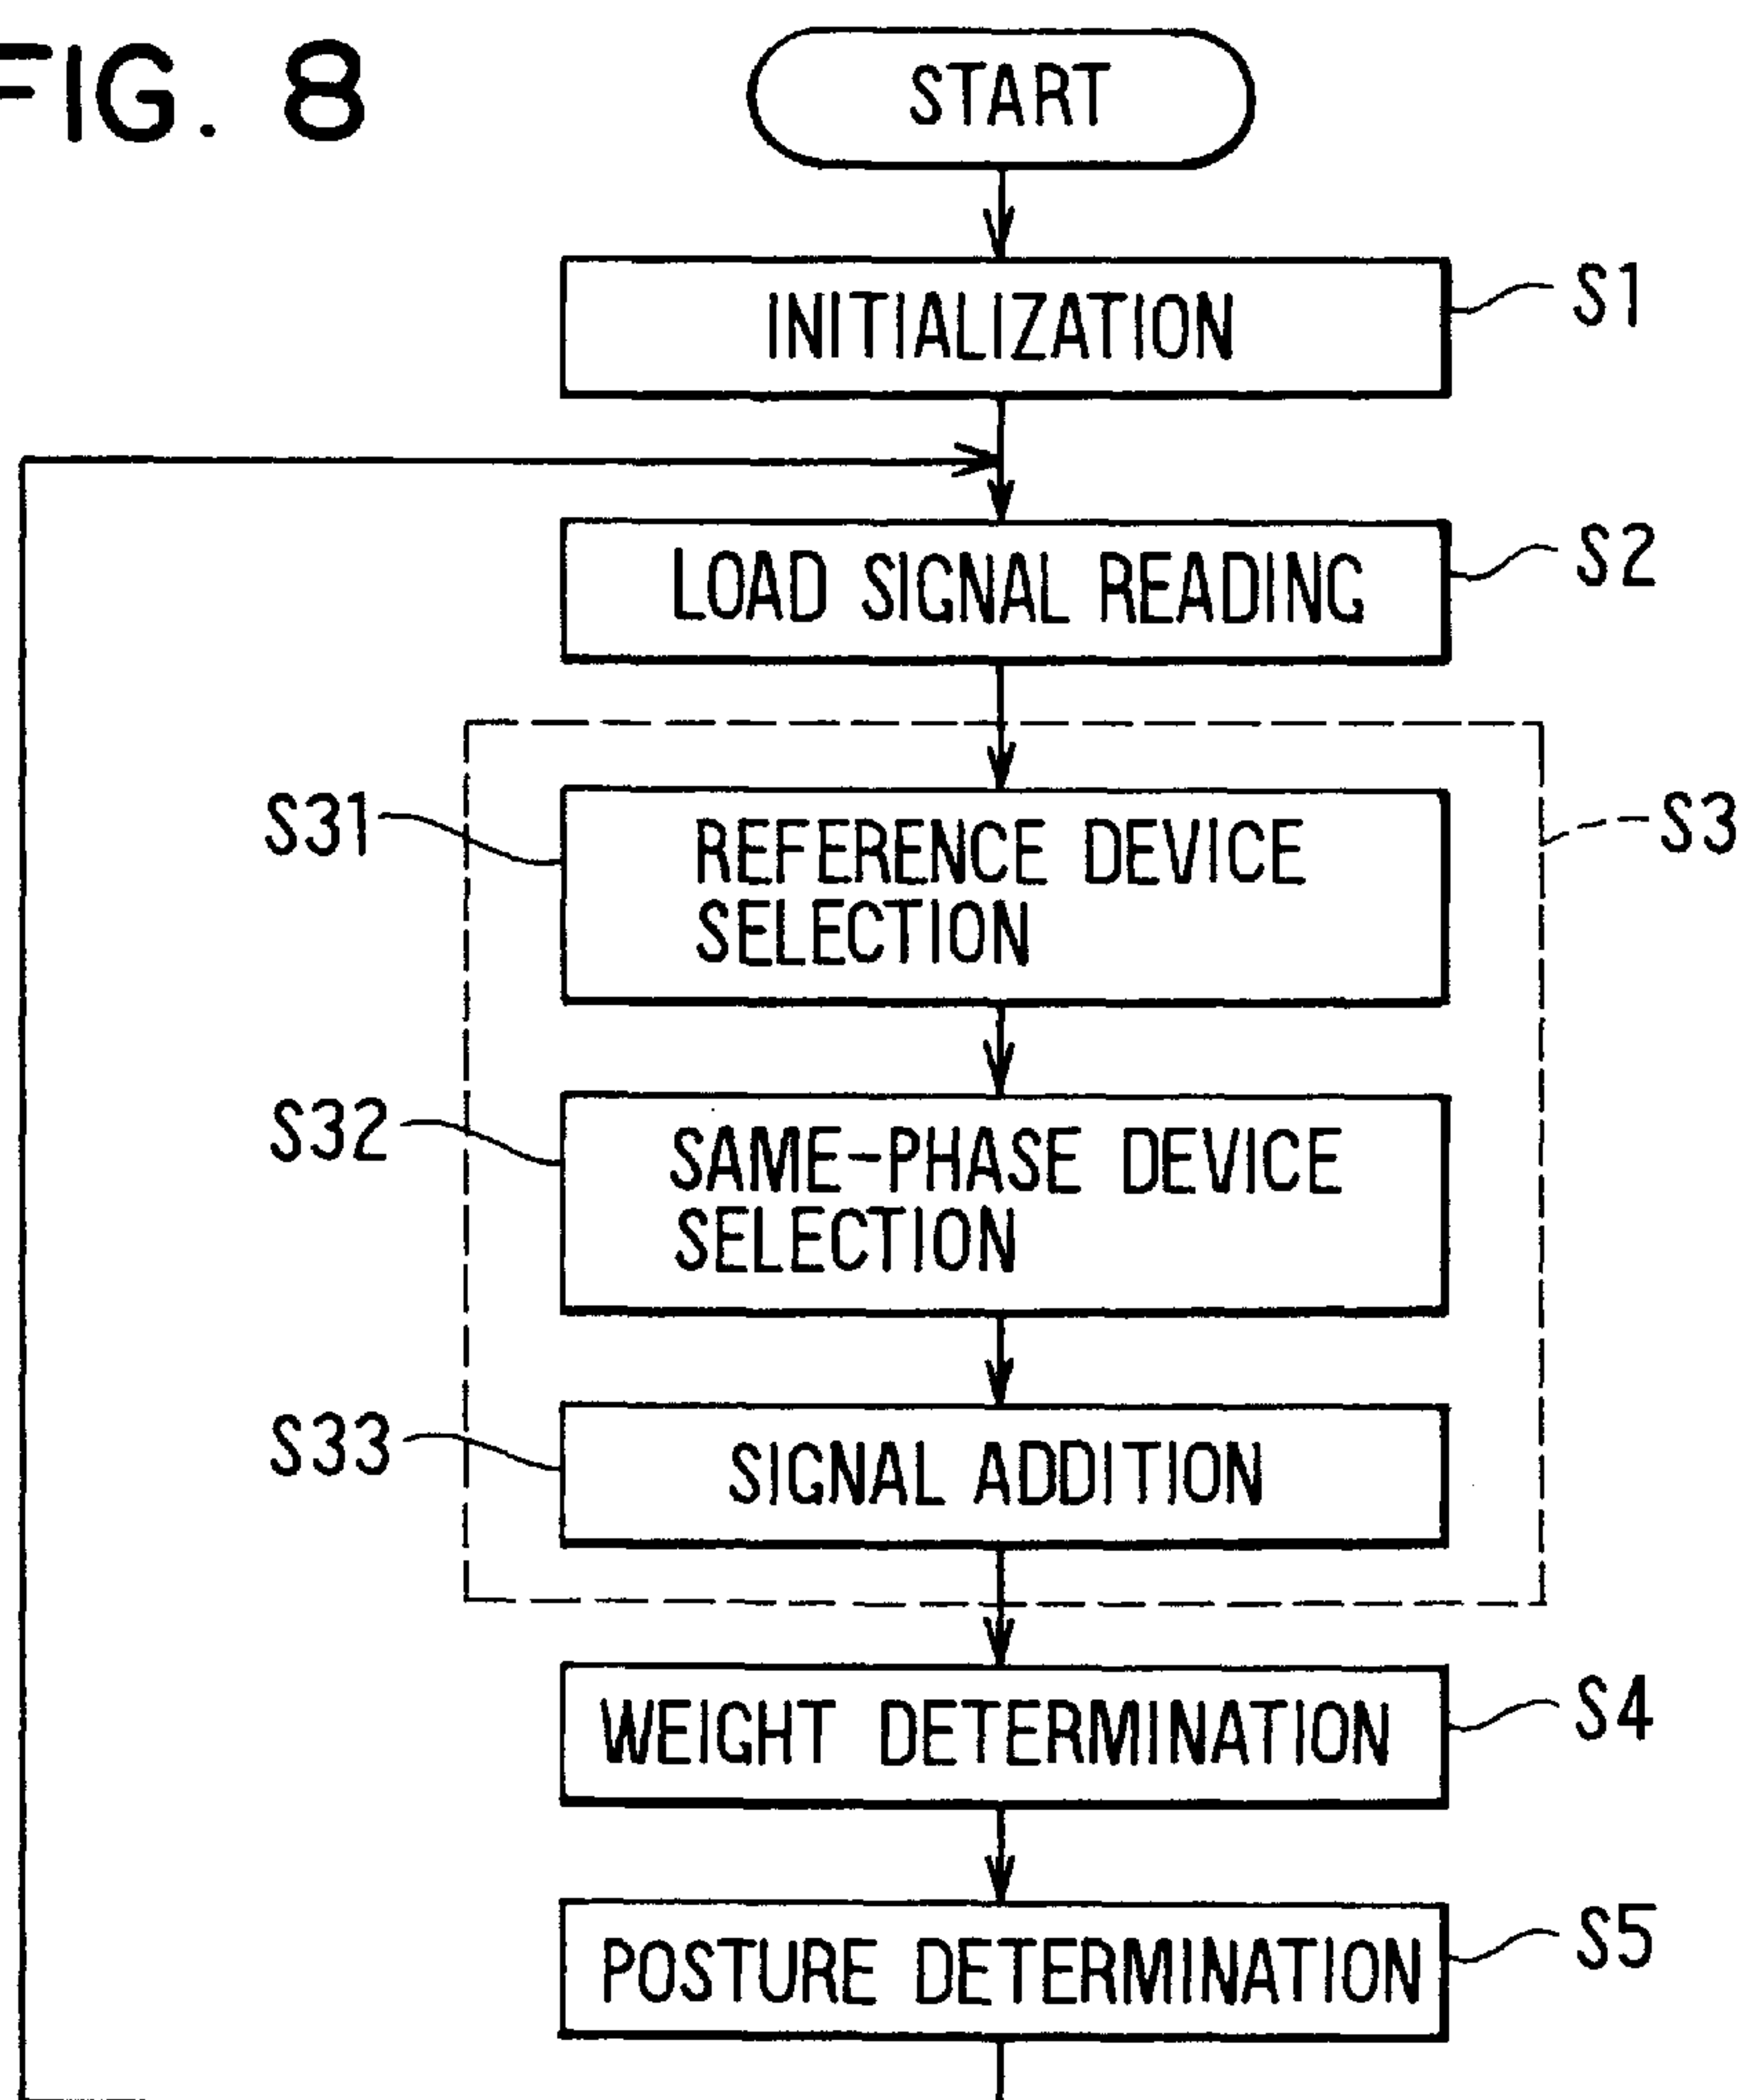 FIG. 8
START
INITIALIZATION
S1
LOAD SIGNAL READING
S2
S31
REFERENCE DEVICE
SELECTION
S3
S32
SAME-PHASE DEVICE
SELECTION
S33
SIGNAL ADDITION
WEIGHT DETERMINATION
S4
POSTURE DETERMINATION
S5